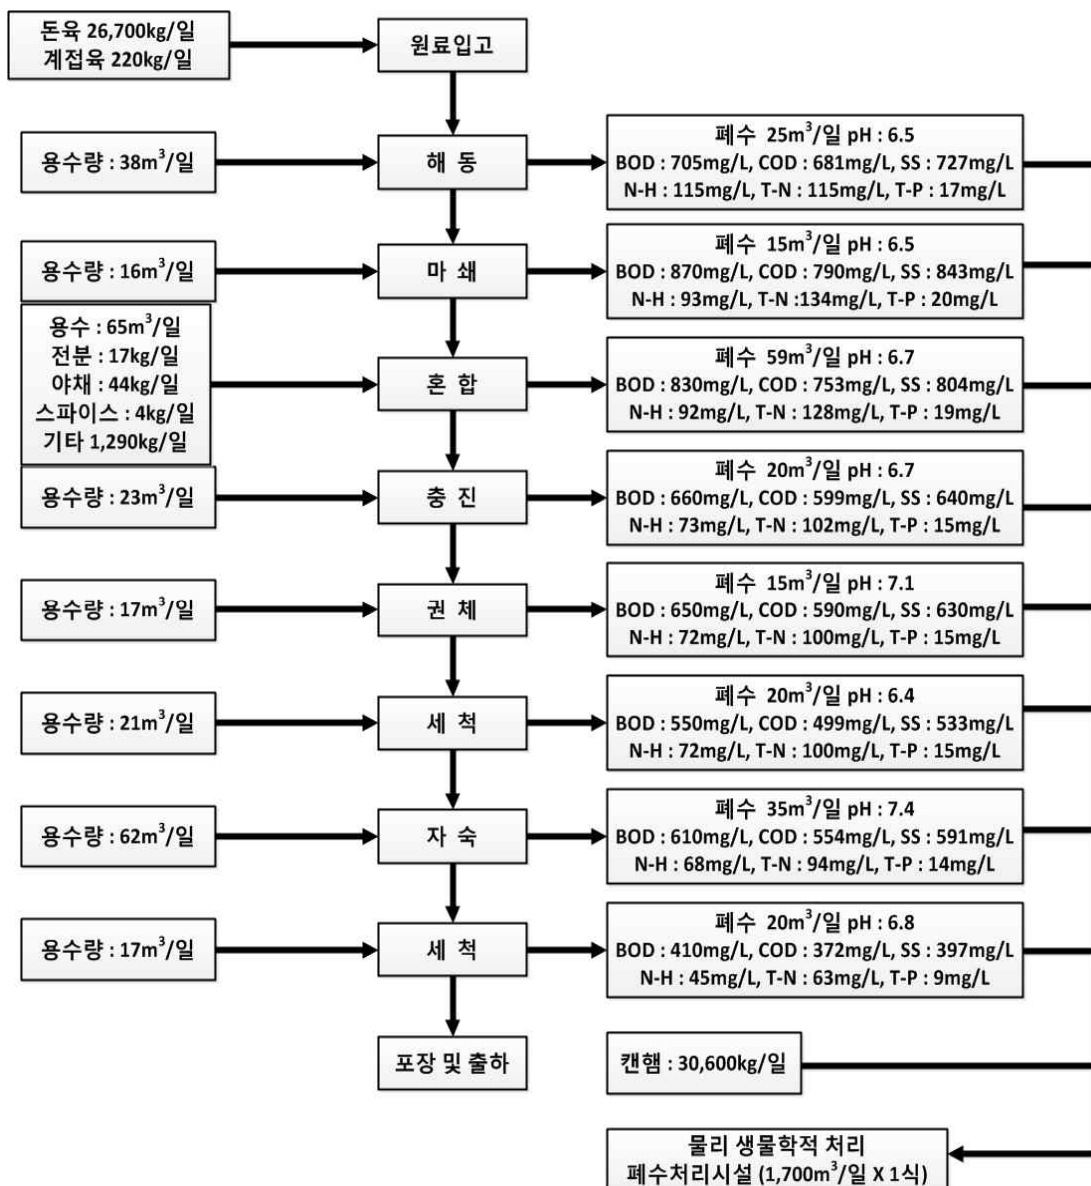 돈육 26,700kg/일
계접육 220kg/일
원료입고
용수량 : 38m³/일
해 동
폐수 25m³/일 pH : 6.5
BOD : 705mg/L, COD : 681mg/L, SS : 727mg/L
N-H : 115mg/L, T-N : 115mg/L, T-P : 17mg/L
용수량 : 16m³/일
마 쇄
폐수 15m³/일 pH : 6.5
BOD : 870mg/L, COD : 790mg/L, SS : 843mg/L
N-H : 93mg/L, T-N :134mg/L, T-P : 20mg/L
용수 : 65m³/일
전분 : 17kg/일
야채 : 44kg/일
스파이스 : 4kg/일
기타 1,290kg/일
혼 합
폐수 59m³/일 pH : 6.7
BOD : 830mg/L, COD : 753mg/L, SS : 804mg/L
N-H : 92mg/L, T-N : 128mg/L, T-P : 19mg/L
용수량 : 23m³/일
충 진
폐수 20m³/일 pH : 6.7
BOD : 660mg/L, COD : 599mg/L, SS : 640mg/L
N-H : 73mg/L, T-N : 102mg/L, T-P : 15mg/L
용수량 : 17m³/일
권 체
폐수 15m³/일 pH : 7.1
BOD : 650mg/L, COD : 590mg/L, SS : 630mg/L
N-H : 72mg/L, T-N : 100mg/L, T-P : 15mg/L
용수량 : 21m³/일
세 척
폐수 20m³/일 pH : 6.4
BOD : 550mg/L, COD : 499mg/L, SS : 533mg/L
N-H : 72mg/L, T-N : 100mg/L, T-P : 15mg/L
용수량 : 62m³/일
자 숙
폐수 35m³/일 pH : 7.4
BOD : 610mg/L, COD : 554mg/L, SS : 591mg/L
N-H : 68mg/L, T-N : 94mg/L, T-P : 14mg/L
용수량 : 17m³/일
세 척
폐수 20m³/일 pH : 6.8
BOD : 410mg/L, COD : 372mg/L, SS : 397mg/L
N-H : 45mg/L, T-N : 63mg/L, T-P : 9mg/L
포장 및 출하
캔햄 : 30,600kg/일
물리 생물학적 처리
폐수처리시설 (1,700m³/일 X 1식)